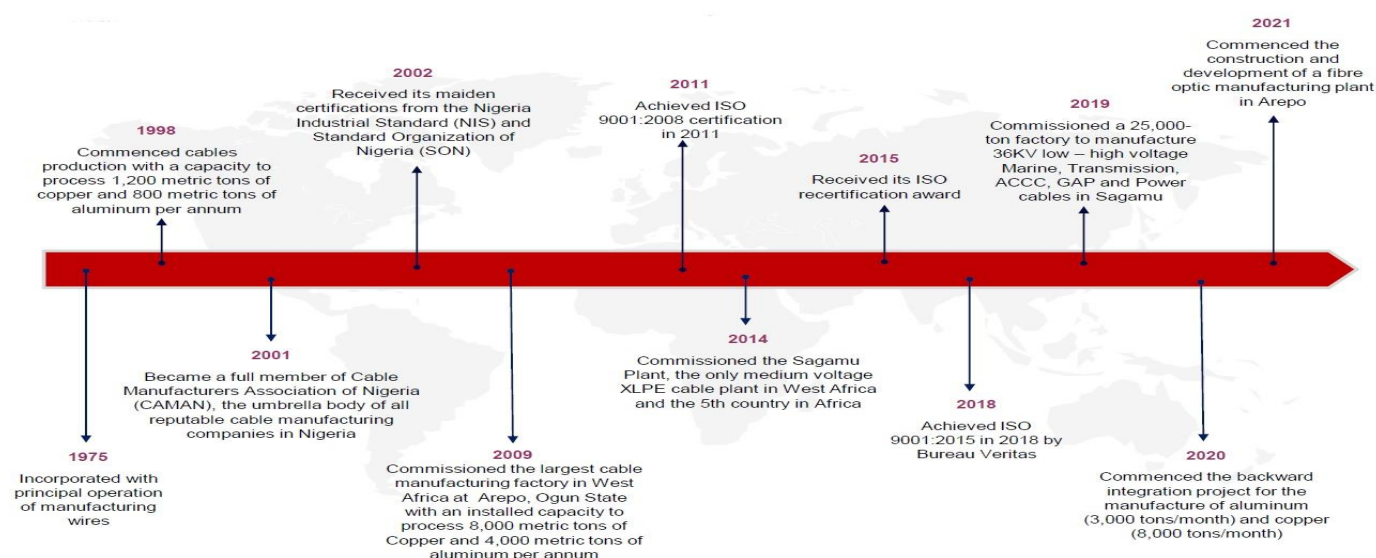 1975
Incorporated with
principal operation
of manufacturing
wires
1998
Commenced cables
production with a capacity to
process 1,200 metric tons of
copper and 800 metric tons of
aluminum per annum
2001
Became a full member of Cable
Manufacturers Association of Nigeria
(CAMAN), the umbrella body of all
reputable cable manufacturing
companies in Nigeria
2002
Received its maiden
certifications from the Nigeria
Industrial Standard (NIS) and
Standard Organization of
Nigeria (SON)
2009
Commissioned the largest cable
manufacturing factory in West
Africa at Arepo, Ogun State
with an installed capacity to
process 8,000 metric tons of
Copper and 4,000 metric tons of
aluminum per annum
2011
Achieved ISO
9001:2008 certification
in 2011
2014
Commissioned the Sagamu
Plant, the only medium voltage
XLPE cable plant in West Africa
and the 5th country in Africa
2015
Received its ISO
recertification award
2018
Achieved ISO
9001:2015 in 2018 by
Bureau Veritas
2019
Commissioned a 25,000-
ton factory to manufacture
36KV low – high voltage
Marine, Transmission,
ACCC, GAP and Power
cables in Sagamu
2020
Commenced the backward
integration project for the
manufacture of aluminum
(3,000 tons/month) and copper
(8,000 tons/month)
2021
Commenced the
construction and
development of a fibre
optic manufacturing plant
in Arepo